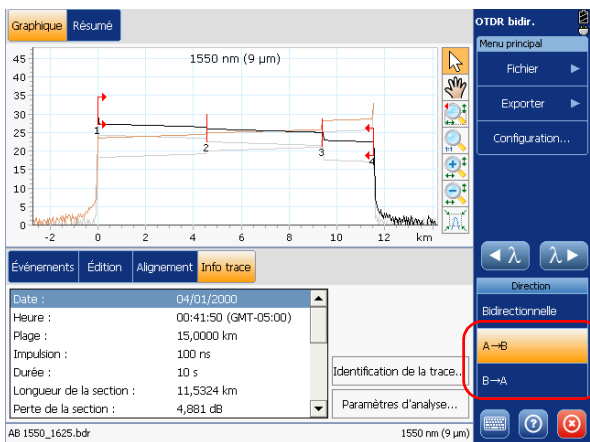 Graphique Résumé
1550 nm (9 µm)
45
40
35
30
25
20
15
10
5
0
1 2 3 4
-2 0 2 4 6 8 10 12 km
1:1
Événements Édition Alignement Info trace
Date : 04/01/2000
Heure : 00:41:50 (GMT-05:00)
Plage : 15,0000 km
Impulsion : 100 ns
Durée : 10 s
Longueur de la section : 11,5324 km
Perte de la section : 4,881 dB
Identification de la trace...
Paramètres d'analyse...
AB 1550_1625.bdr 1550 nm (9 µm)
OTDR bidir.
Menu principal
Fichier
Exporter
Configuration...
λ λ
Direction
Bidirectionnelle
A→B
B→A
?